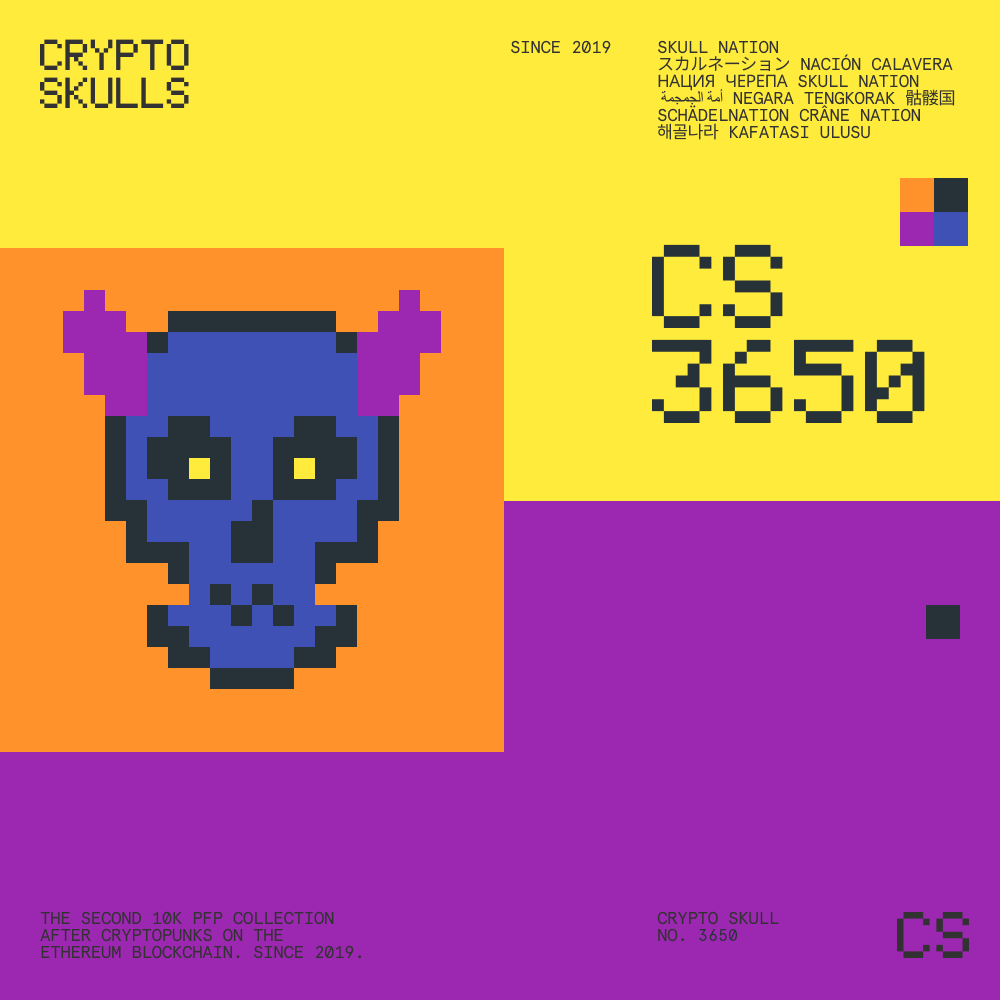 CRYPTO
SKULLS
SINCE 2019
SKULL NATION
スカルネーション NACIÓN CALAVERA
НАЦИЯ ЧЕРЕПА SKULL NATION
أمة الجمجمة NEGARA TENGKORAK 骷髅国
SCHÄDELNATION CRÂNE NATION
해골나라 KAFATASI ULUSU
CS
3650
THE SECOND 10K PFP COLLECTION
AFTER CRYPTOPUNKS ON THE
ETHEREUM BLOCKCHAIN. SINCE 2019.
CRYPTO SKULL
NO. 3650
CS